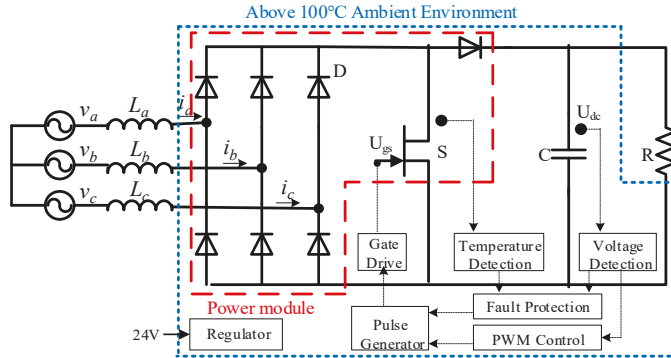 Above 100°C Ambient Environment
D
v_a
L_a
i_a
v_b
L_b
i_b
v_c
L_c
i_c
U_gs
S
C
U_dc
R
Gate
Drive
Temperature
Detection
Voltage
Detection
Power module
Fault Protection
24V
Regulator
Pulse
Generator
PWM Control